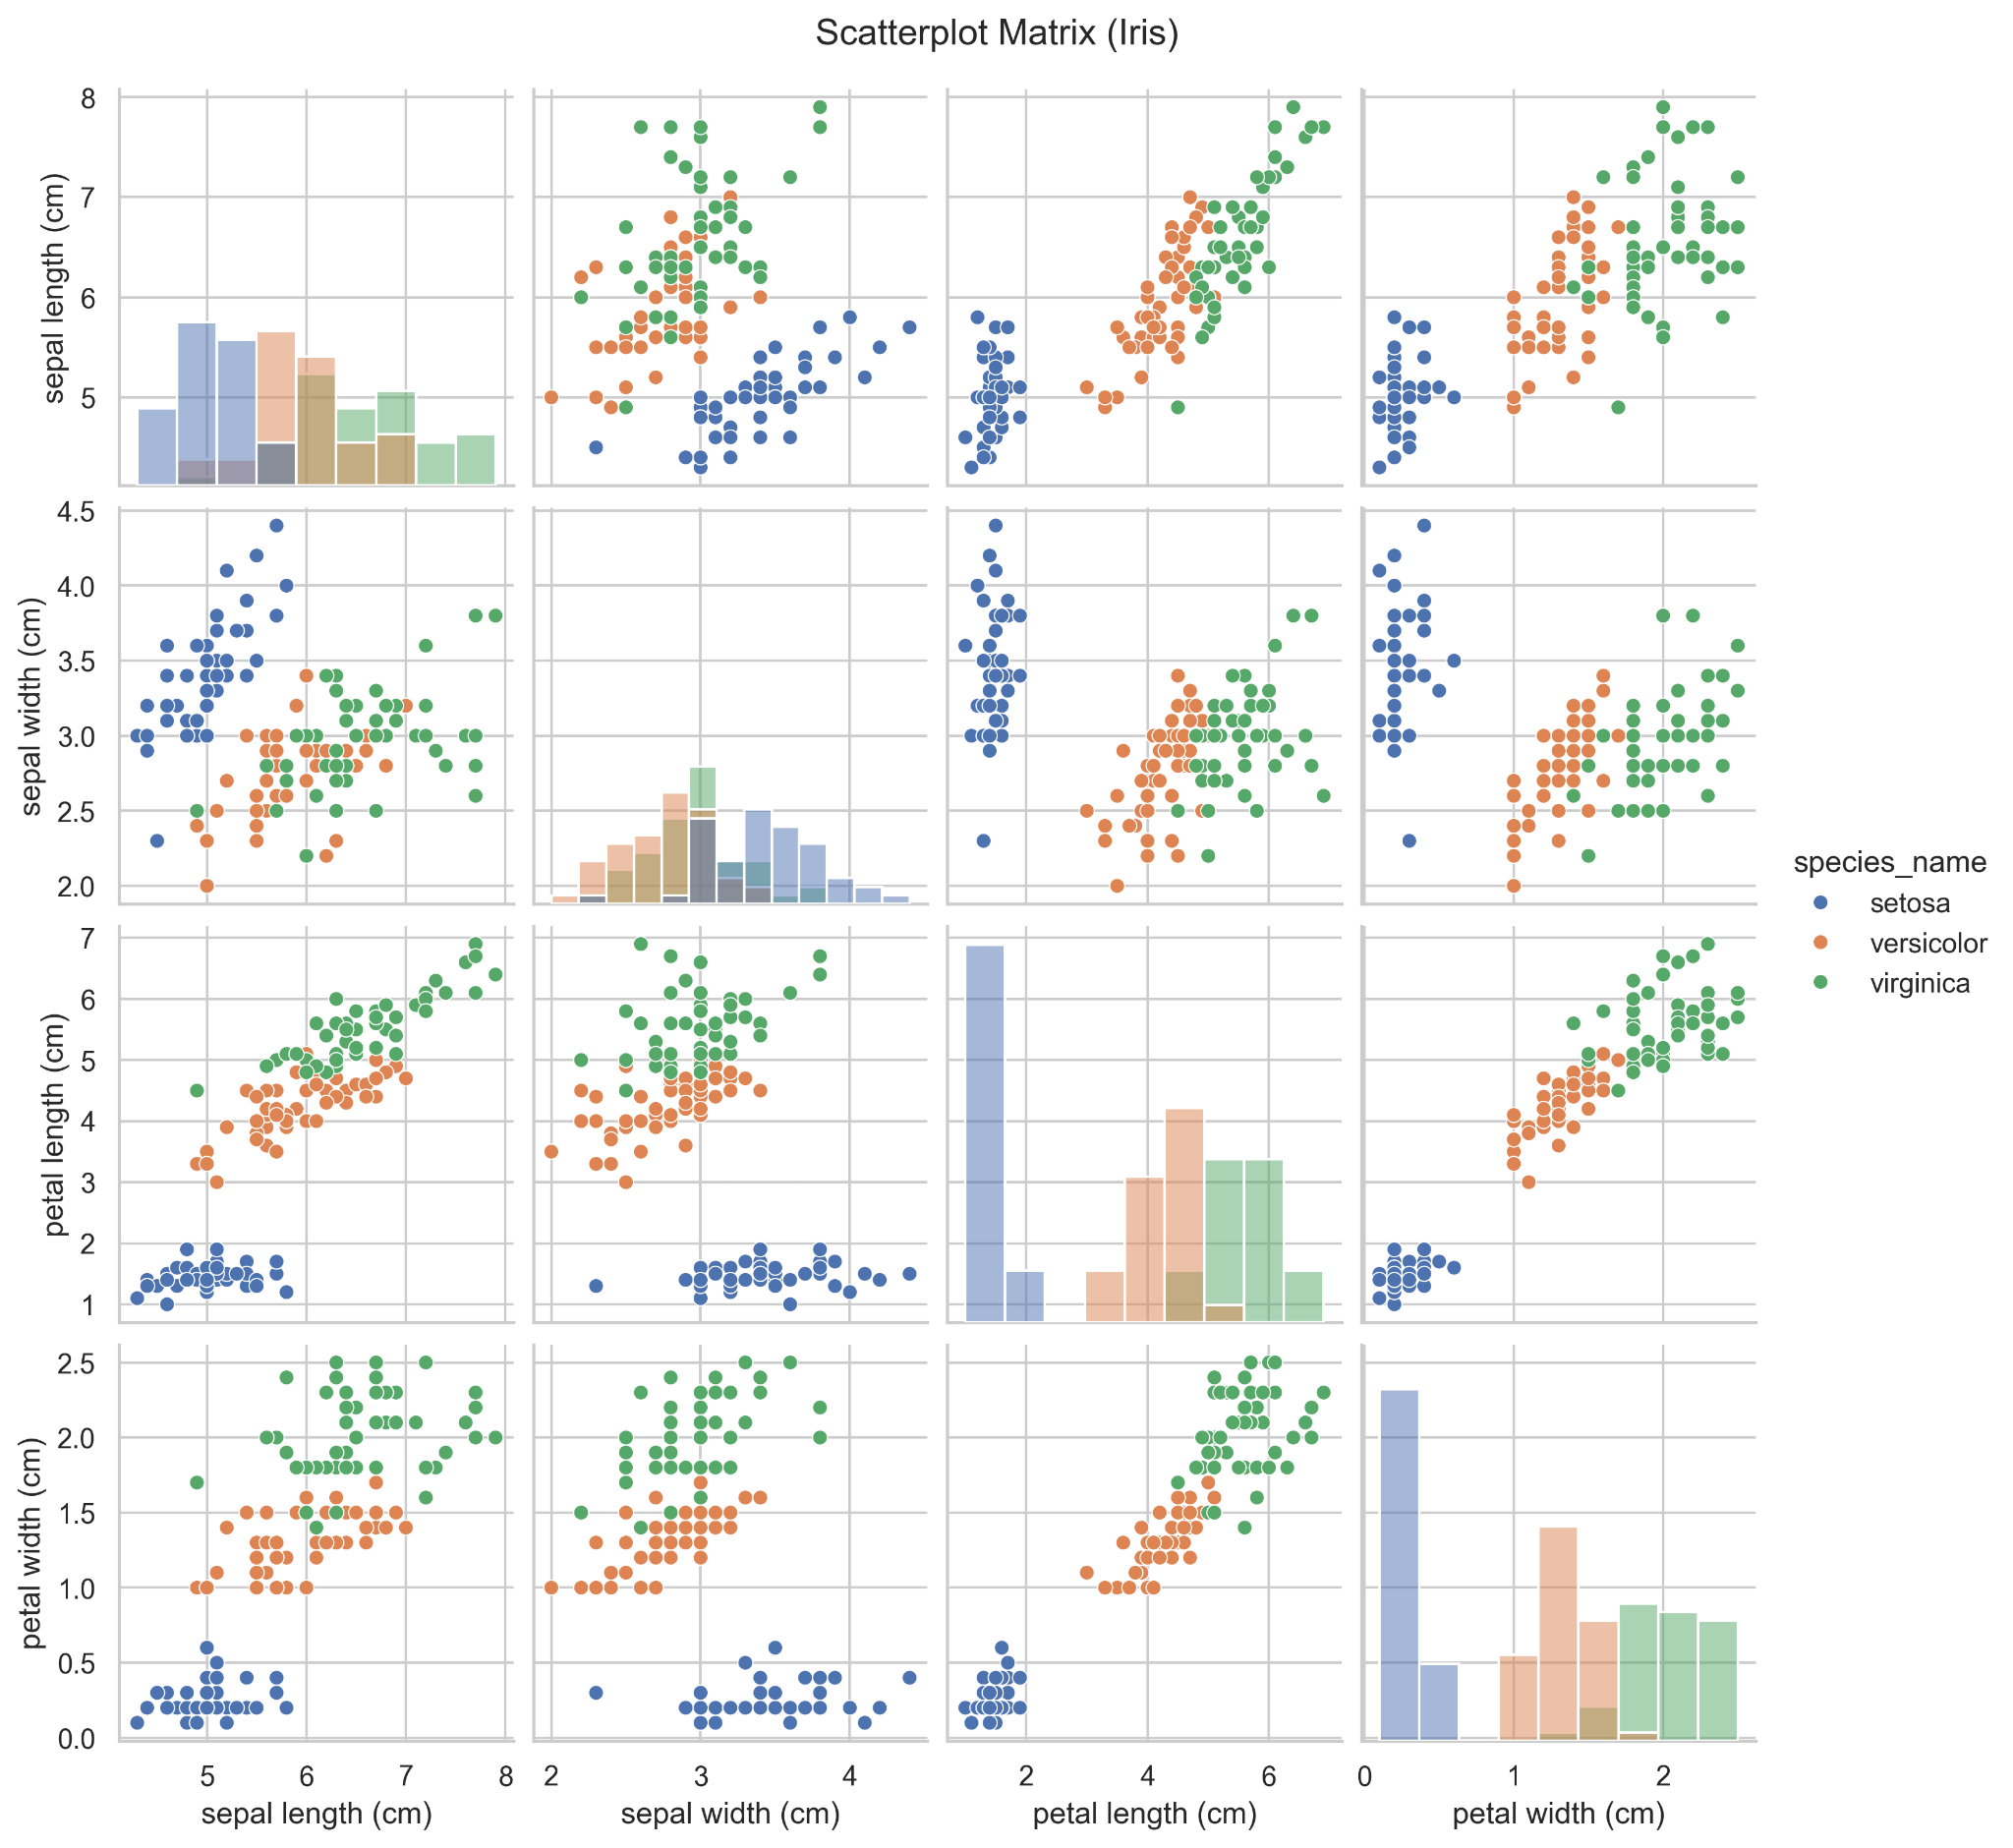 Scatterplot Matrix (Iris)
8
7
6
5
sepal length (cm)
4.5
4.0
3.5
3.0
2.5
2.0
sepal width (cm)
7
6
5
4
3
2
1
petal length (cm)
2.5
2.0
1.5
1.0
0.5
0.0
petal width (cm)
5 6 7 8
2 3 4
2 4 6
0 1 2
sepal length (cm)
sepal width (cm)
petal length (cm)
petal width (cm)
species_name
setosa
versicolor
virginica